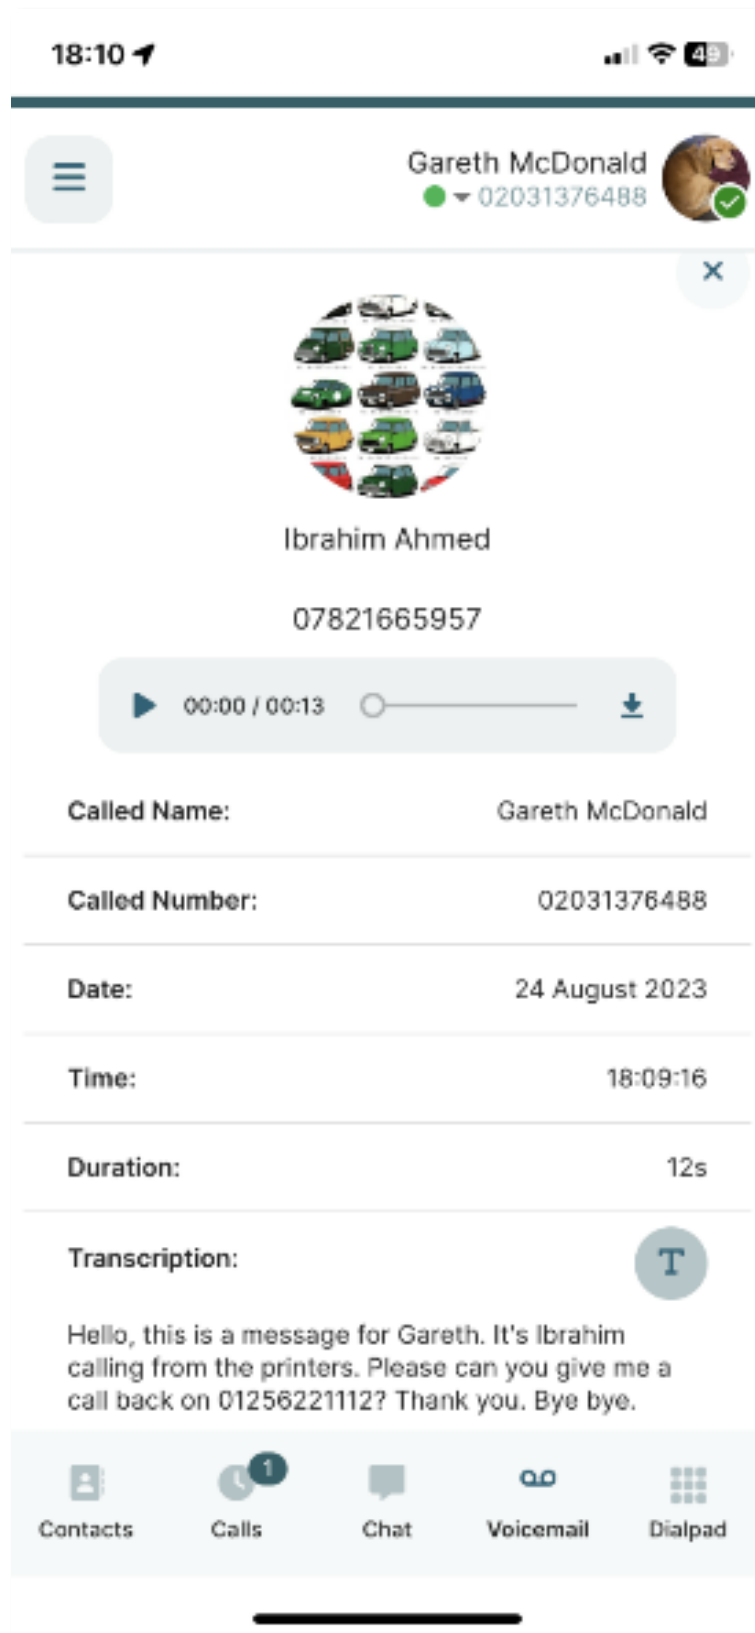 18:10
49
Gareth McDonald
02031376488
Ibrahim Ahmed
07821665957
00:00 / 00:13
Called Name: Gareth McDonald
Called Number: 02031376488
Date: 24 August 2023
Time: 18:09:16
Duration: 12s
Transcription: T
Hello, this is a message for Gareth. It's Ibrahim
calling from the printers. Please can you give me a
call back on 01256221112? Thank you. Bye bye.
1
Contacts Calls Chat Voicemail Dialpad